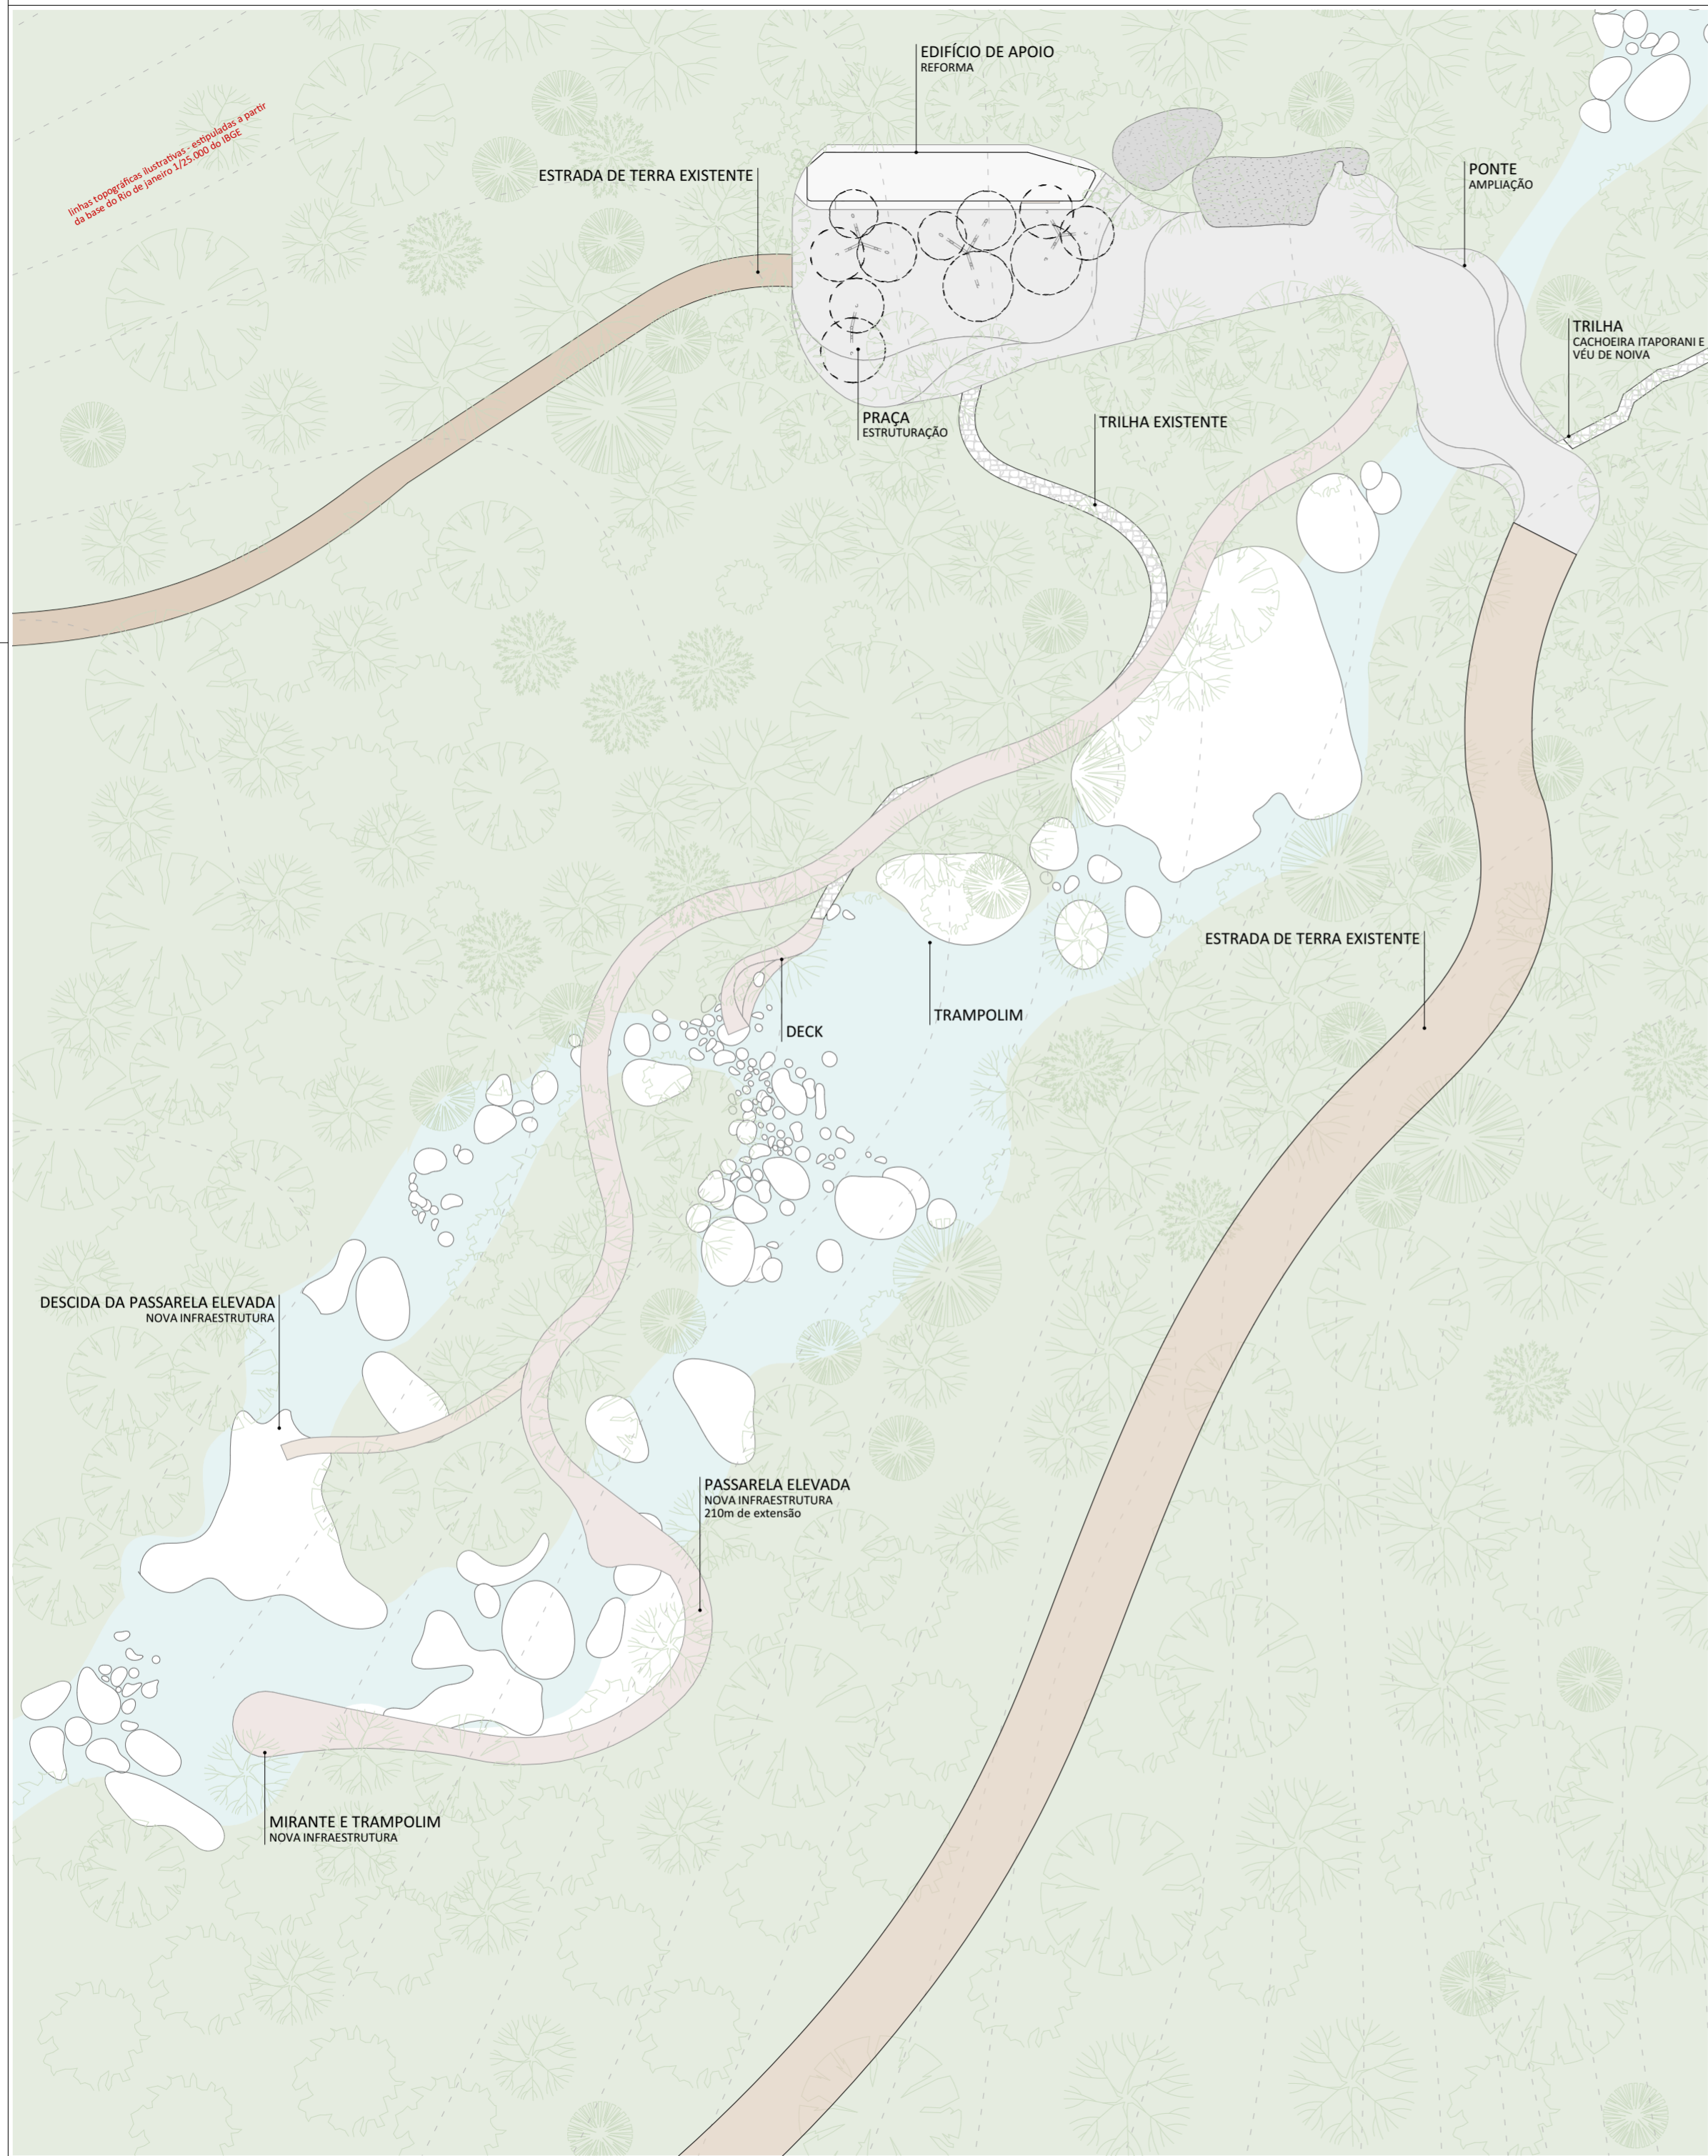 EDIFÍCIO DE APOIO
REFORMA
linhas topográficas ilustrativas - estipuladas a partir
da base do Rio de janeiro 1/25.000 do IBGE
ESTRADA DE TERRA EXISTENTE
PONTE
AMPLIAÇÃO
TRILHA
CACHOEIRA ITAPORANI E
VÉU DE NOIVA
PRAÇA
ESTRUTURAÇÃO
TRILHA EXISTENTE
ESTRADA DE TERRA EXISTENTE
TRAMPOLIM
DECK
DESCIDA DA PASSARELA ELEVADA
NOVA INFRAESTRUTURA
PASSARELA ELEVADA
NOVA INFRAESTRUTURA
210m de extensão
MIRANTE E TRAMPOLIM
NOVA INFRAESTRUTURA